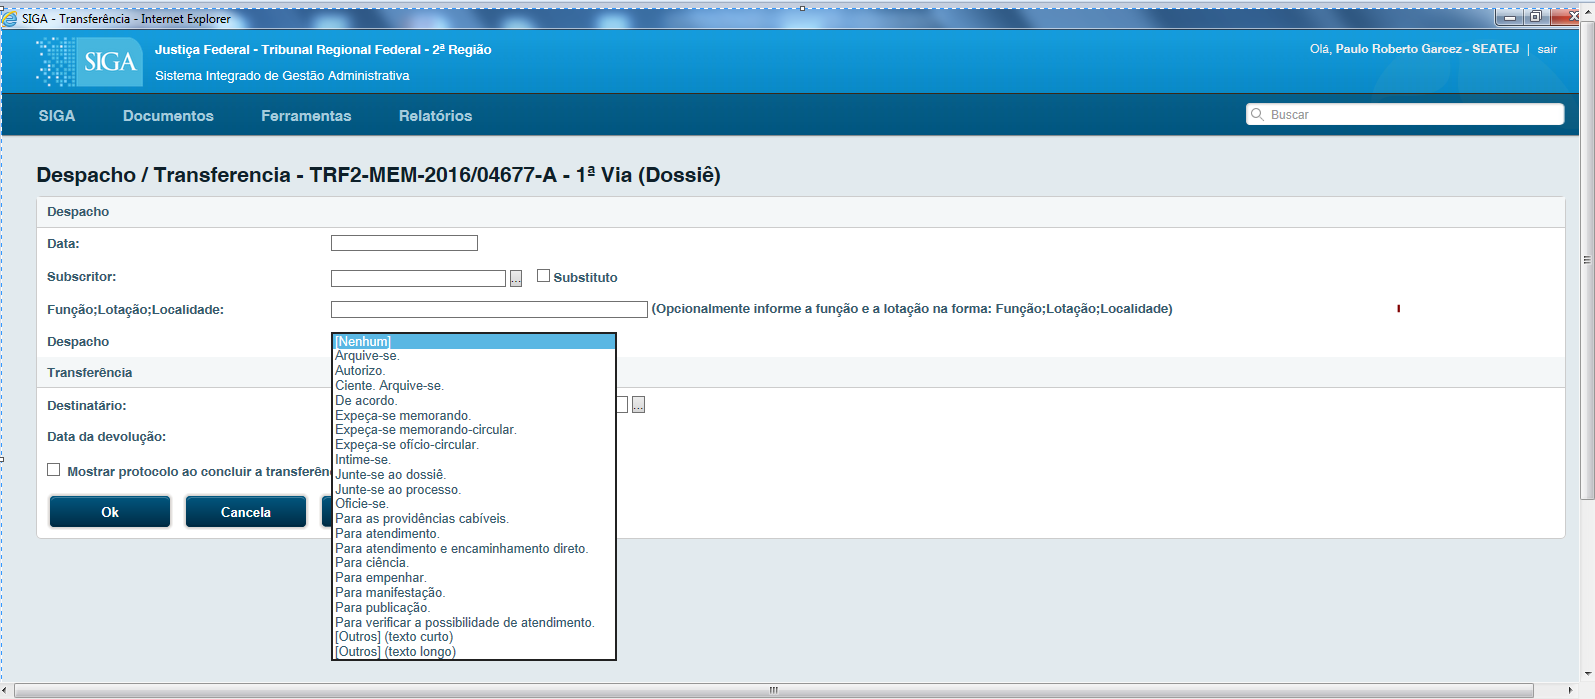 SIGA - Transferência - Internet Explorer
SIGA
Justiça Federal - Tribunal Regional Federal - 2ª Região
Sistema Integrado de Gestão Administrativa
Olá, Paulo Roberto Garcez - SEATEJ | sair
SIGA Documentos Ferramentas Relatórios
Buscar
Despacho / Transferencia - TRF2-MEM-2016/04677-A - 1ª Via (Dossiê)
Despacho
Data:
Subscritor: ... Substituto
Função;Lotação;Localidade: (Opcionalmente informe a função e a lotação na forma: Função;Lotação;Localidade)
Despacho
[Nenhum]
Arquive-se.
Autorizo.
Ciente. Arquive-se.
De acordo.
Expeça-se memorando.
Expeça-se memorando-circular.
Expeça-se ofício-circular.
Intime-se.
Junte-se ao dossiê.
Junte-se ao processo.
Oficie-se.
Para as providências cabíveis.
Para atendimento.
Para atendimento e encaminhamento direto.
Para ciência.
Para empenhar.
Para manifestação.
Para publicação.
Para verificar a possibilidade de atendimento.
[Outros] (texto curto)
[Outros] (texto longo)
Transferência
Destinatário: ...
Data da devolução:
Mostrar protocolo ao concluir a transferên
Ok Cancela